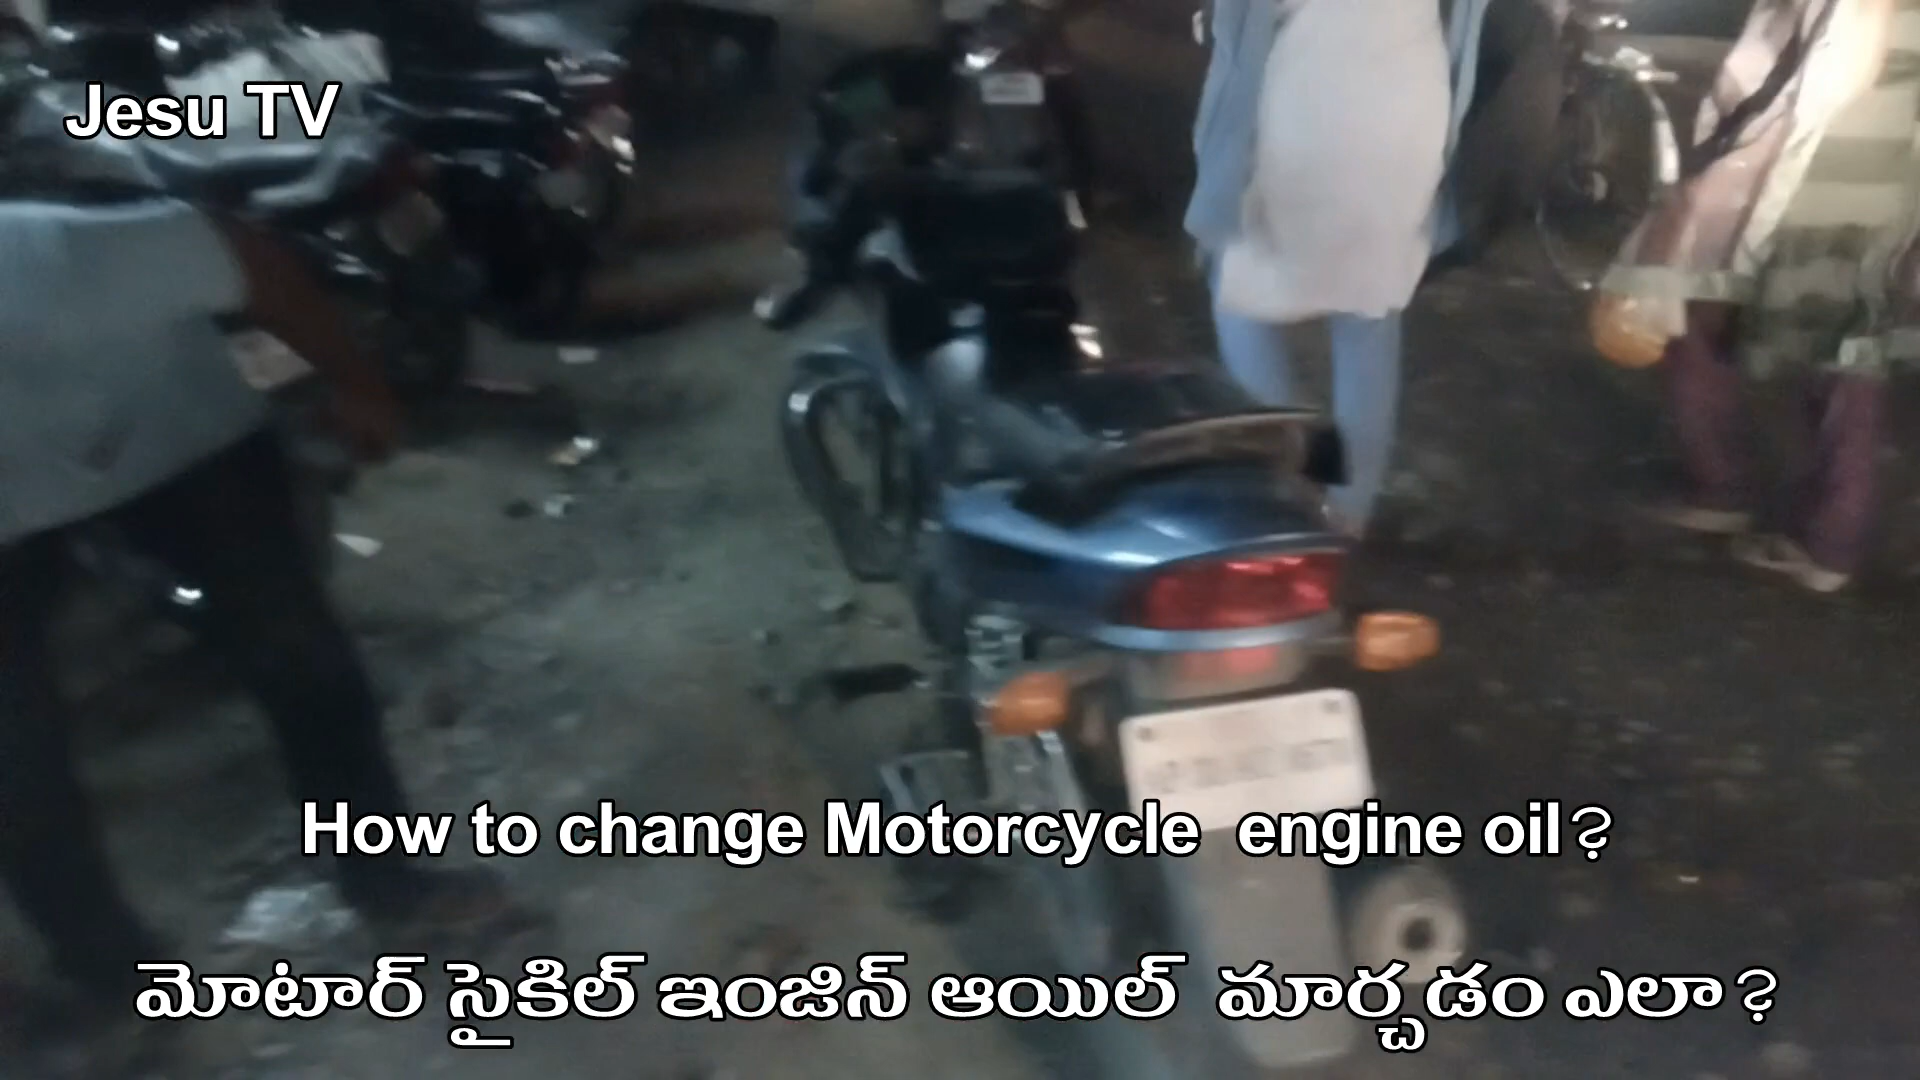 Jesu TV
How to change Motorcycle engine oil?
మోటార్ సైకిల్ ఇంజిన్ ఆయిల్ మార్చడం ఎలా?